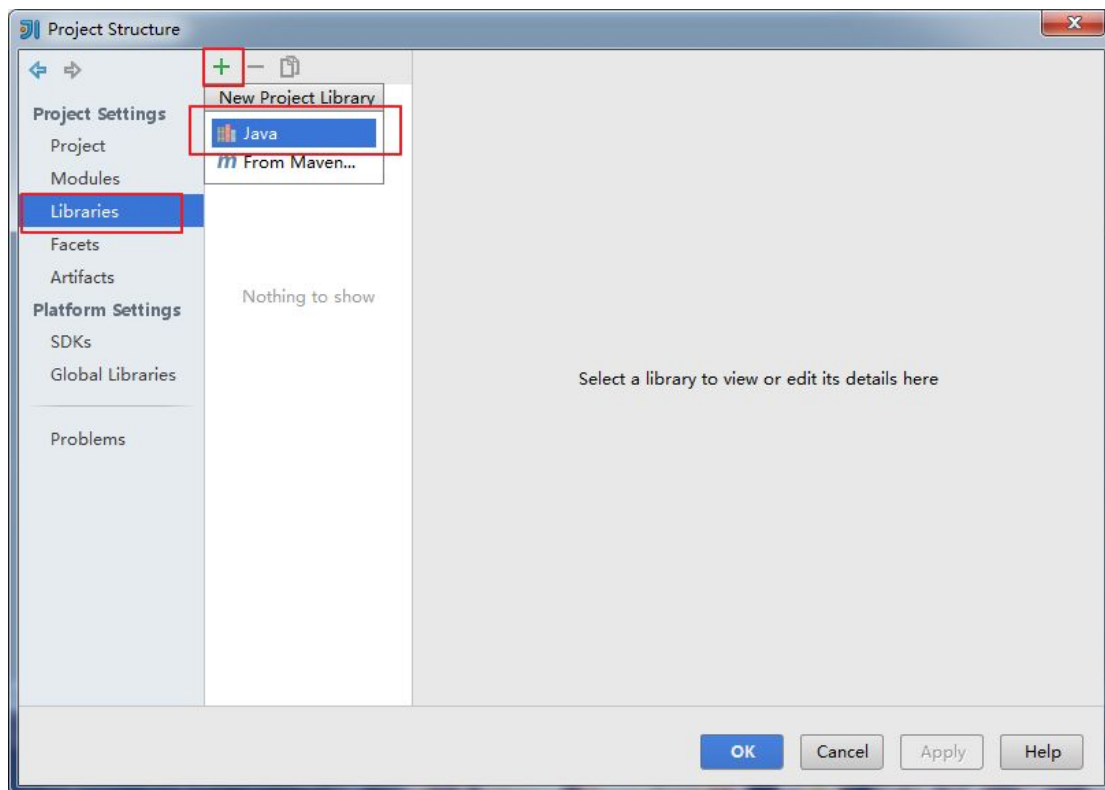 Project Structure
Project Settings
Project
Modules
Libraries
Facets
Artifacts
Platform Settings
SDKs
Global Libraries
Problems
New Project Library
Java
From Maven...
Nothing to show
Select a library to view or edit its details here
OK
Cancel
Apply
Help